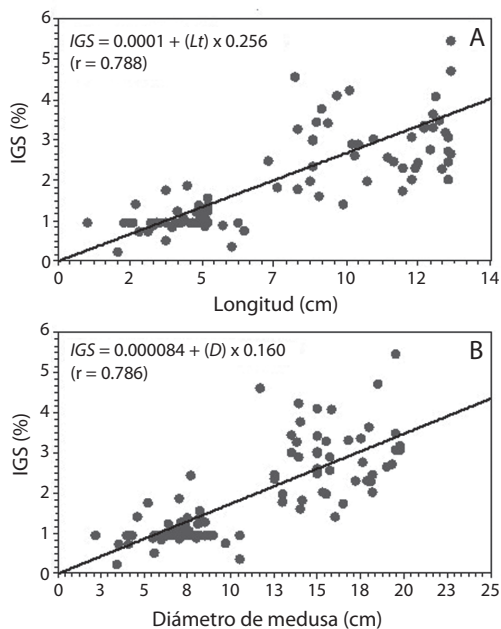 6
A
IGS = 0.0001 + (Lt) x 0.256
(r = 0.788)
5
4
IGS (%)
3
2
1
0
0 2 5 7 10 12 14
Longitud (cm)
6
B
IGS = 0.000084 + (D) x 0.160
(r = 0.786)
5
4
IGS (%)
3
2
1
0
0 3 5 8 10 13 15 18 20 23 25
Diámetro de medusa (cm)